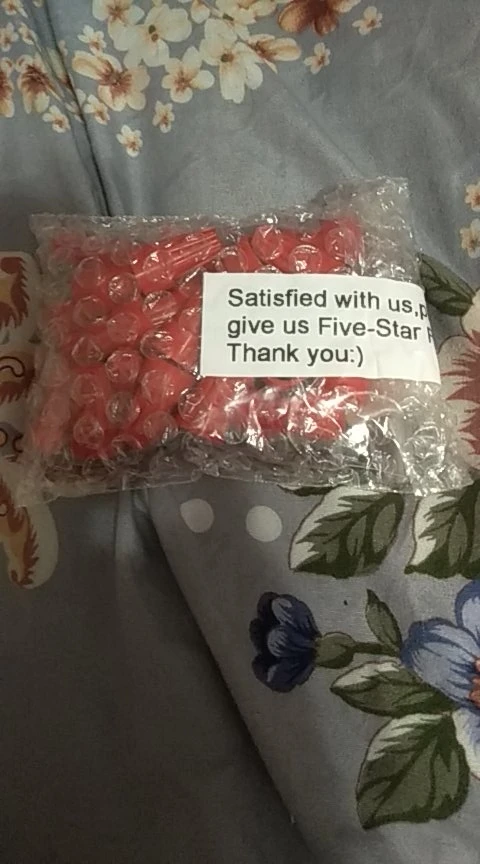 Satisfied with us,
give us Five-Star
Thank you:)